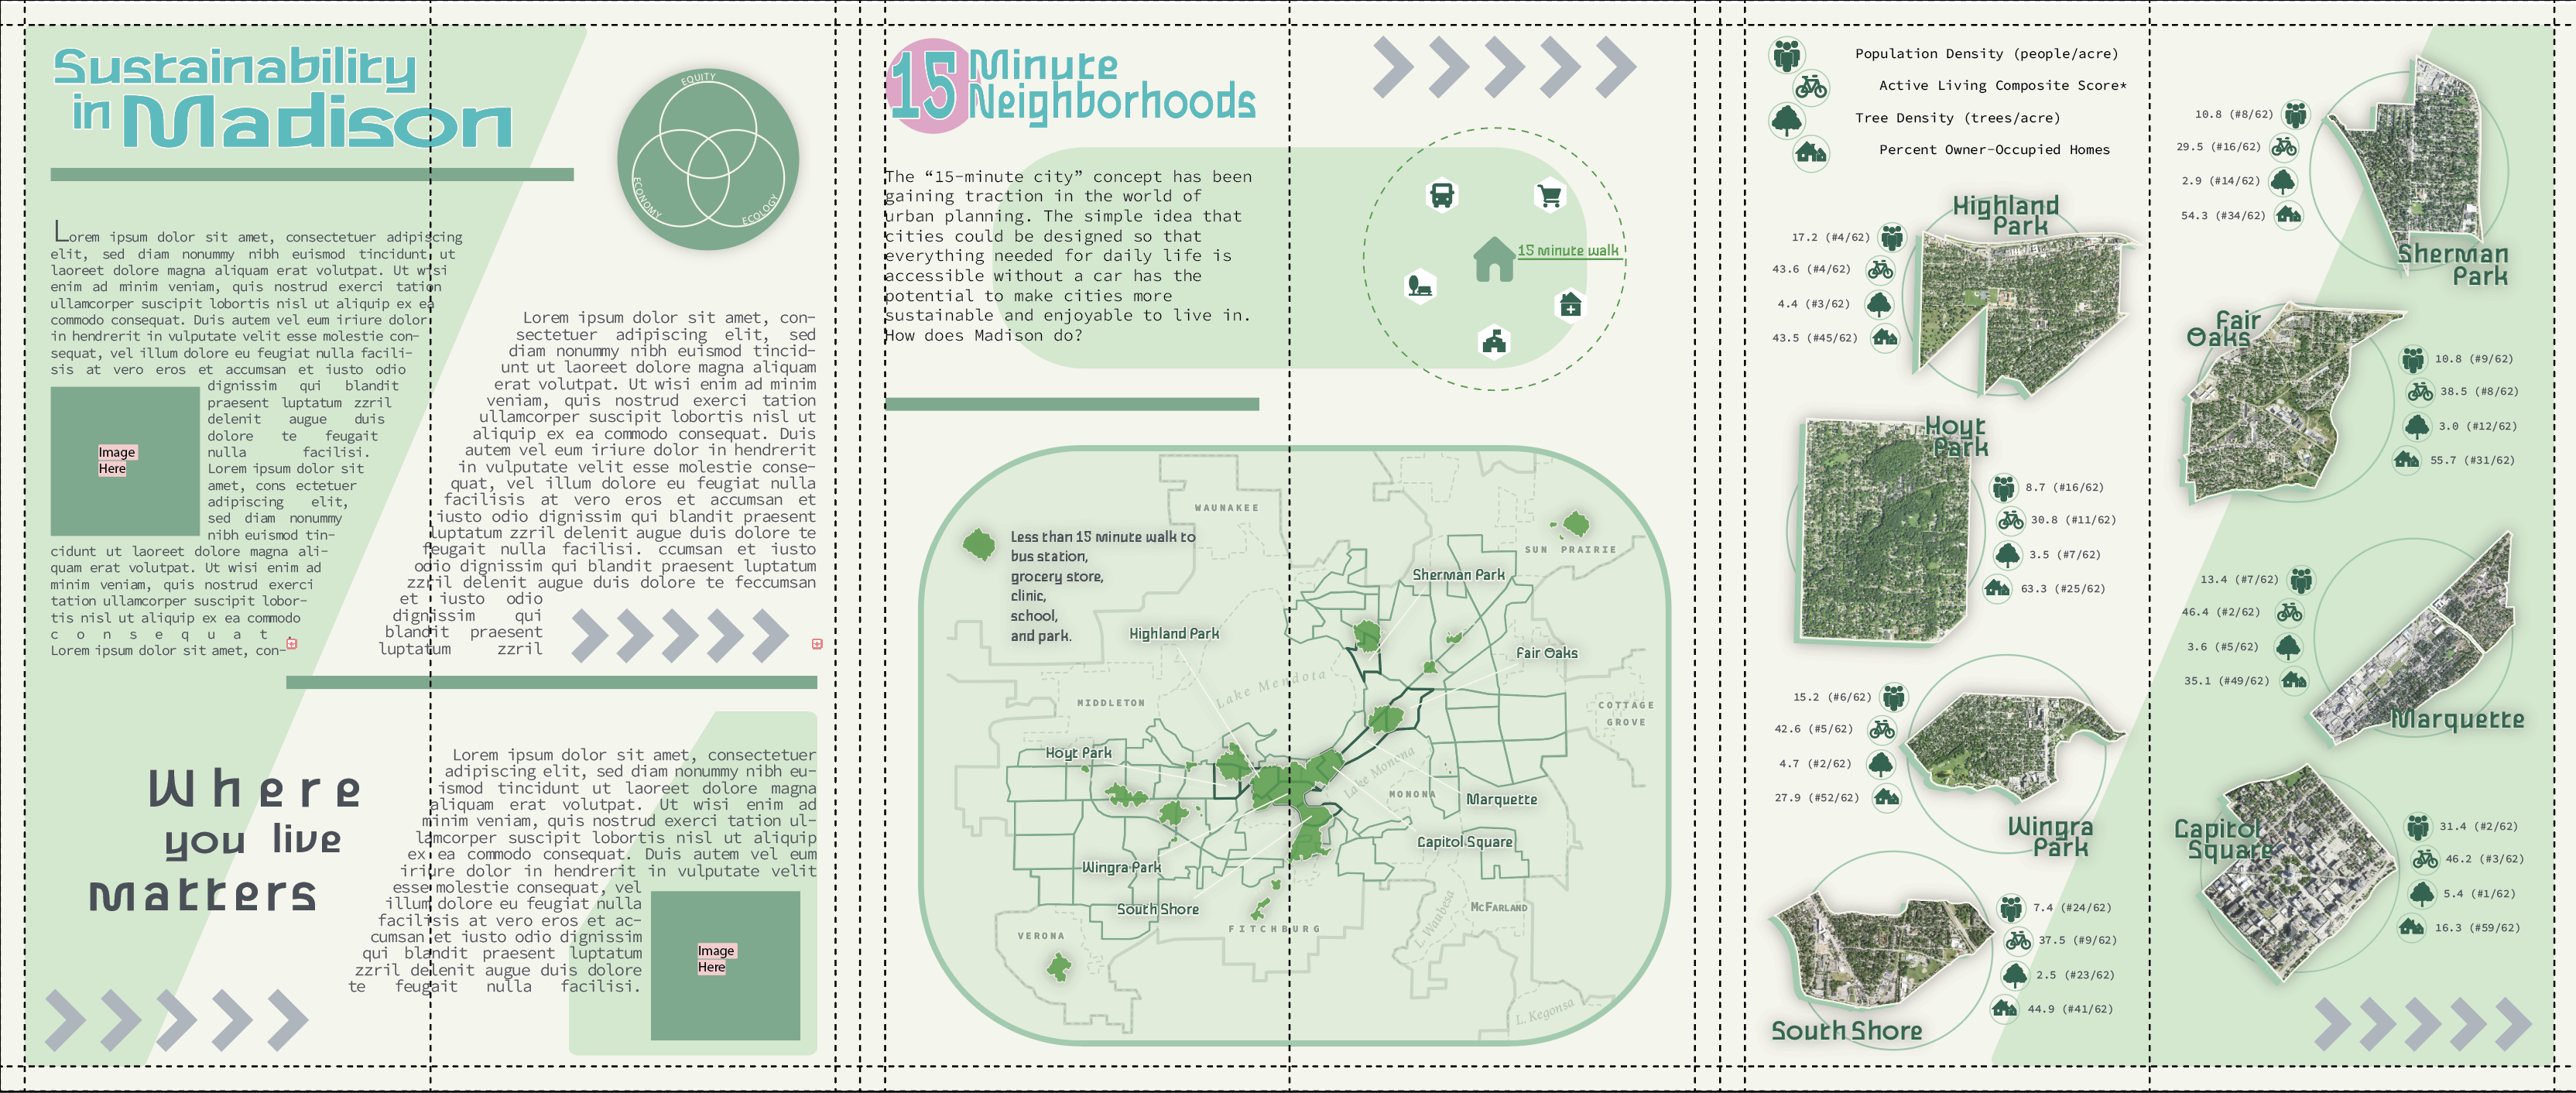 Sustainability
in Madison
EQUITY
ECONOMY
ECOLOGY
Lorem ipsum dolor sit amet, consectetuer adipiscing
elit, sed diam nonummy nibh euismod tincidunt ut
laoreet dolore magna aliquam erat volutpat. Ut wisi
enim ad minim veniam, quis nostrud exerci tation
ullamcorper suscipit lobortis nisl ut aliquip ex ea
commodo consequat. Duis autem vel eum iriure dolor
in hendrerit in vulputate velit esse molestie con-
sequat, vel illum dolore eu feugiat nulla facili-
sis at vero eros et accumsan et iusto odio
dignissim qui blandit
praesent luptatum zzril
delenit augue duis
dolore te feugait
nulla facilisi.
Lorem ipsum dolor sit
amet, cons ectetuer
adipiscing elit,
sed diam nonummy
nibh euismod tin-
cidunt ut laoreet dolore magna ali-
quam erat volutpat. Ut wisi enim ad
minim veniam, quis nostrud exerci
tation ullamcorper suscipit lobor-
tis nisl ut aliquip ex ea commodo
consequat.
Lorem ipsum dolor sit amet, con-
Image
Here
Lorem ipsum dolor sit amet, con-
sectetuer adipiscing elit, sed
diam nonummy nibh euismod tincid-
unt ut laoreet dolore magna aliquam
erat volutpat. Ut wisi enim ad minim
veniam, quis nostrud exerci tation
ullamcorper suscipit lobortis nisl ut
aliquip ex ea commodo consequat. Duis
autem vel eum iriure dolor in hendrerit
in vulputate velit esse molestie conse-
quat, vel illum dolore eu feugiat nulla
facilisis at vero eros et accumsan et
iusto odio dignissim qui blandit praesent
luptatum zzril delenit augue duis dolore te
feugait nulla facilisi. ccumsan et iusto
odio dignissim qui blandit praesent luptatum
zzril delenit augue duis dolore te feccumsan
et iusto odio
dignissim qui
blandit praesent
luptatum zzril
Where
you live
matters
Lorem ipsum dolor sit amet, consectetuer
adipiscing elit, sed diam nonummy nibh eu-
ismod tincidunt ut laoreet dolore magna
aliquam erat volutpat. Ut wisi enim ad
minim veniam, quis nostrud exerci tation ul-
lamcorper suscipit lobortis nisl ut aliquip
ex ea commodo consequat. Duis autem vel eum
iriure dolor in hendrerit in vulputate velit
esse molestie consequat, vel
illum dolore eu feugiat nulla
facilisis at vero eros et ac-
cumsan et iusto odio dignissim
qui blandit praesent luptatum
zzril delenit augue duis dolore
te feugait nulla facilisi.
Image
Here
15 Minute
Neighborhoods
The “15-minute city” concept has been
gaining traction in the world of
urban planning. The simple idea that
cities could be designed so that
everything needed for daily life is
accessible without a car has the
potential to make cities more
sustainable and enjoyable to live in.
How does Madison do?
15 minute walk
Less than 15 minute walk to
bus station,
grocery store,
clinic,
school,
and park.
WAUNAKEE
SUN PRAIRIE
Sherman Park
Highland Park
Fair Oaks
Lake Mendota
MIDDLETON
COTTAGE
GROVE
Hoyt Park
Lake Monona
MONONA
Marquette
Capitol Square
Wingra Park
South Shore
McFARLAND
FITCHBURG
L. Waubesa
VERONA
L. Kegonsa
Population Density (people/acre)
Active Living Composite Score*
Tree Density (trees/acre)
Percent Owner-Occupied Homes
Highland
Park
17.2 (#4/62)
43.6 (#4/62)
4.4 (#3/62)
43.5 (#45/62)
Hoyt
Park
8.7 (#16/62)
30.8 (#11/62)
3.5 (#7/62)
63.3 (#25/62)
15.2 (#6/62)
42.6 (#5/62)
4.7 (#2/62)
27.9 (#52/62)
Wingra
Park
7.4 (#24/62)
37.5 (#9/62)
2.5 (#23/62)
44.9 (#41/62)
South Shore
10.8 (#8/62)
29.5 (#16/62)
2.9 (#14/62)
54.3 (#34/62)
Sherman
Park
Fair
Oaks
10.8 (#9/62)
38.5 (#8/62)
3.0 (#12/62)
55.7 (#31/62)
13.4 (#7/62)
46.4 (#2/62)
3.6 (#5/62)
35.1 (#49/62)
Marquette
Capitol
Square
31.4 (#2/62)
46.2 (#3/62)
5.4 (#1/62)
16.3 (#59/62)